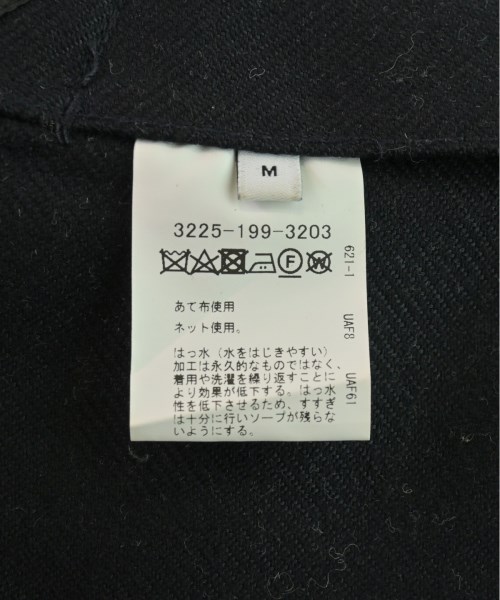 M
3225-199-3203
あて布使用
ネット使用。
はっ水（水をはじきやすい）
加工は永久的なものではなく、
着用や洗濯を繰り返すことに
より効果が低下する。はっ水
性を低下させるため、すすぎ
は十分に行いソープが残らな
いようにする。
621-1 UAF8 UAF61